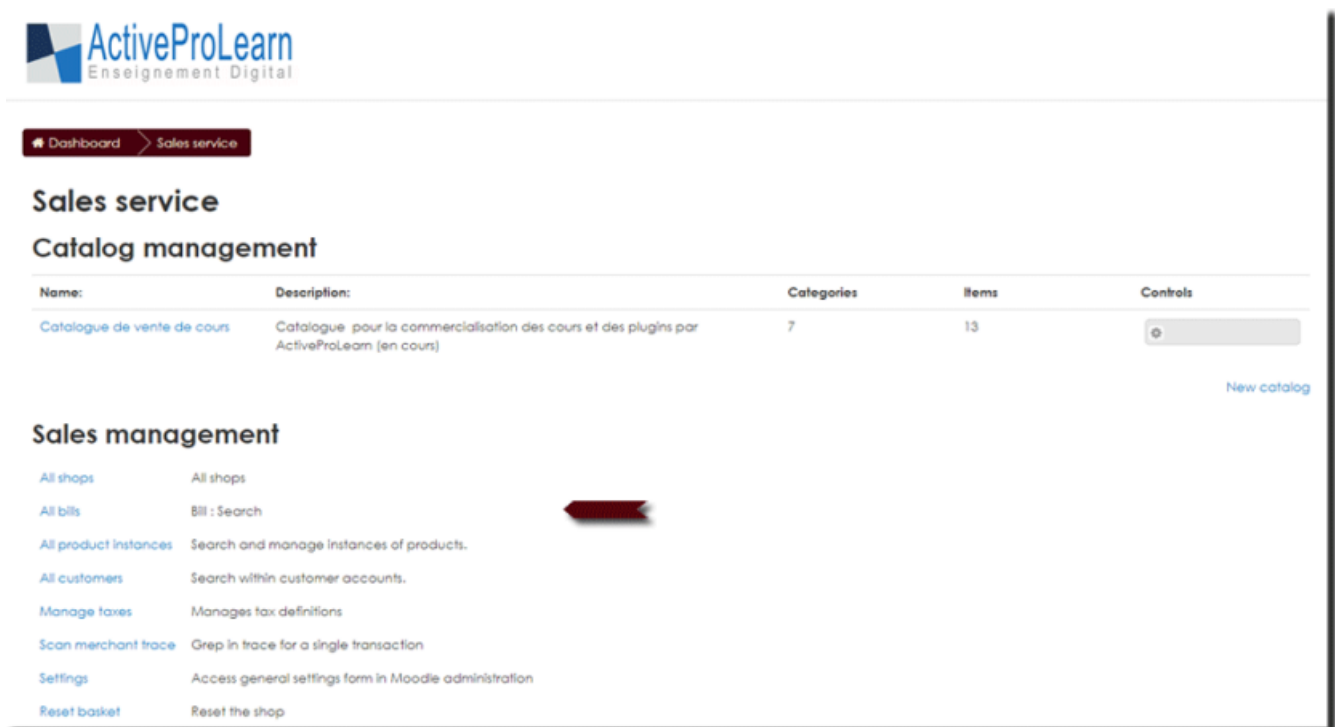 ActiveProLearn
Enseignement Digital
Dashboard Sales service
Sales service
Catalog management
Name: Description: Categories Items Controls
Catalogue de vente de cours Catalogue pour la commercialisation des cours et des plugins par 7 13
ActiveProLearn (en cours)
New catalog
Sales management
All shops All shops
All bills Bill : Search
All product instances Search and manage instances of products.
All customers Search within customer accounts.
Manage taxes Manages tax definitions
Scan merchant trace Grep in trace for a single transaction
Settings Access general settings form in Moodle administration
Reset basket Reset the shop